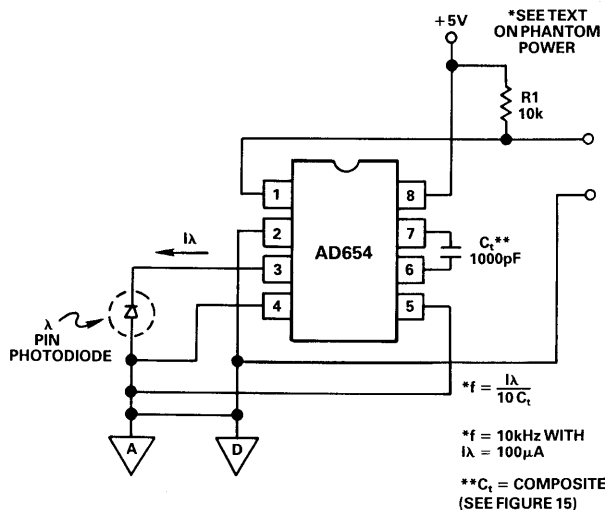 *SEE TEXT
ON PHANTOM
POWER
+5V
R1
10k
1
8
2
7
AD654
Ct**
1000pF
Iλ
3
6
4
5
λ
PIN
PHOTODIODE
*f = Iλ
10 Ct
A
D
*f = 10kHz WITH
Iλ = 100μA
**Ct = COMPOSITE
(SEE FIGURE 15)